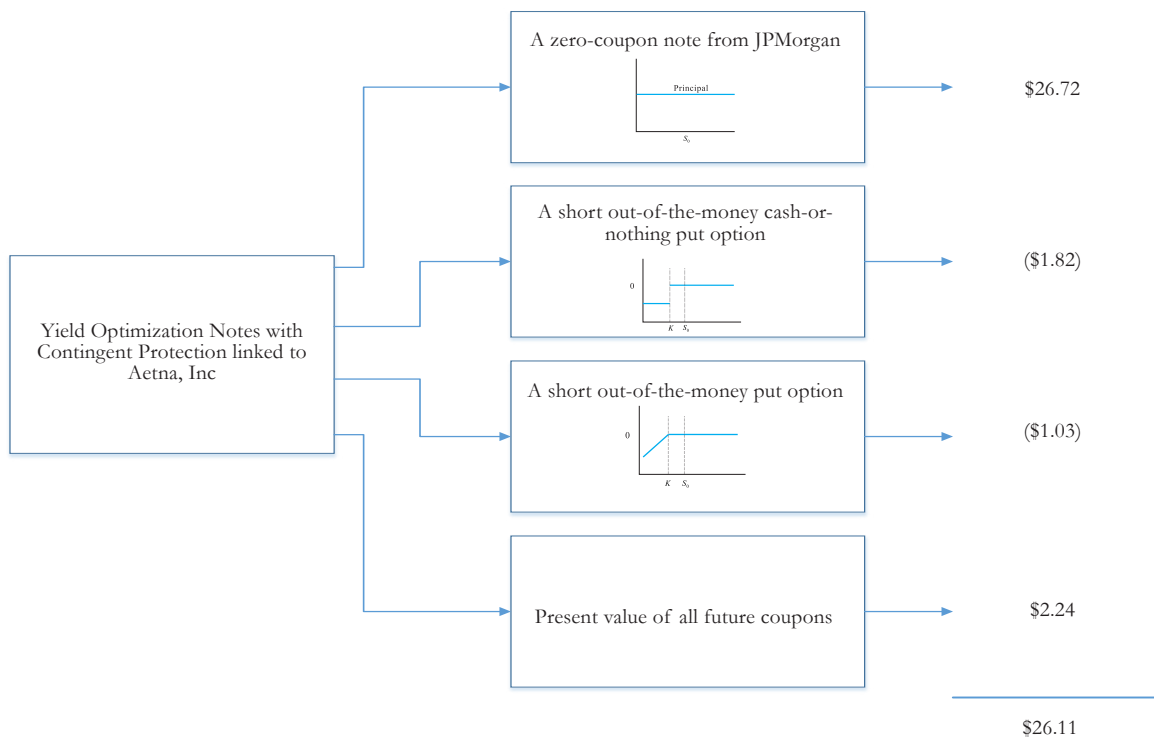 A zero-coupon note from JPMorgan
Principal
S₀
$26.72
A short out-of-the-money cash-or-
nothing put option
0
K S₀
($1.82)
Yield Optimization Notes with
Contingent Protection linked to
Aetna, Inc
A short out-of-the-money put option
0
K S₀
($1.03)
Present value of all future coupons
$2.24
$26.11